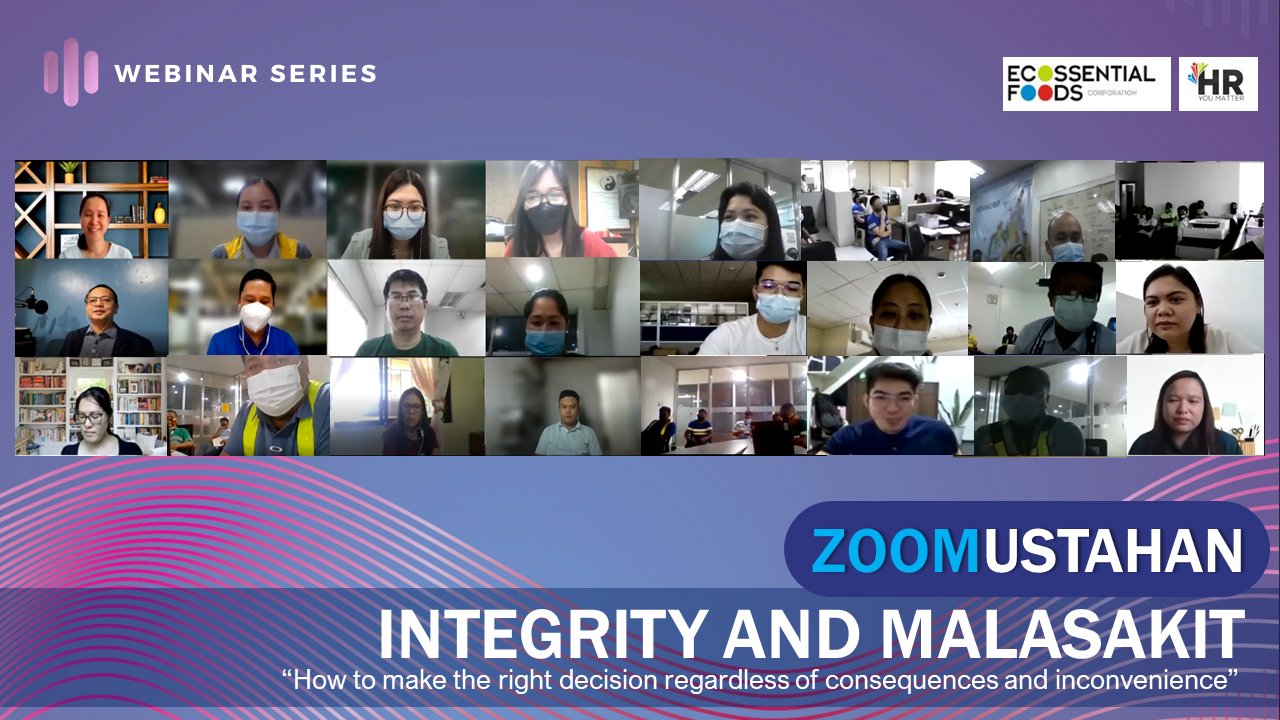 WEBINAR SERIES
ECOSSENTIAL
FOODS CORPORATION
HR
YOU MATTER
ZOOMUSTAHAN
INTEGRITY AND MALASAKIT
“How to make the right decision regardless of consequences and inconvenience”